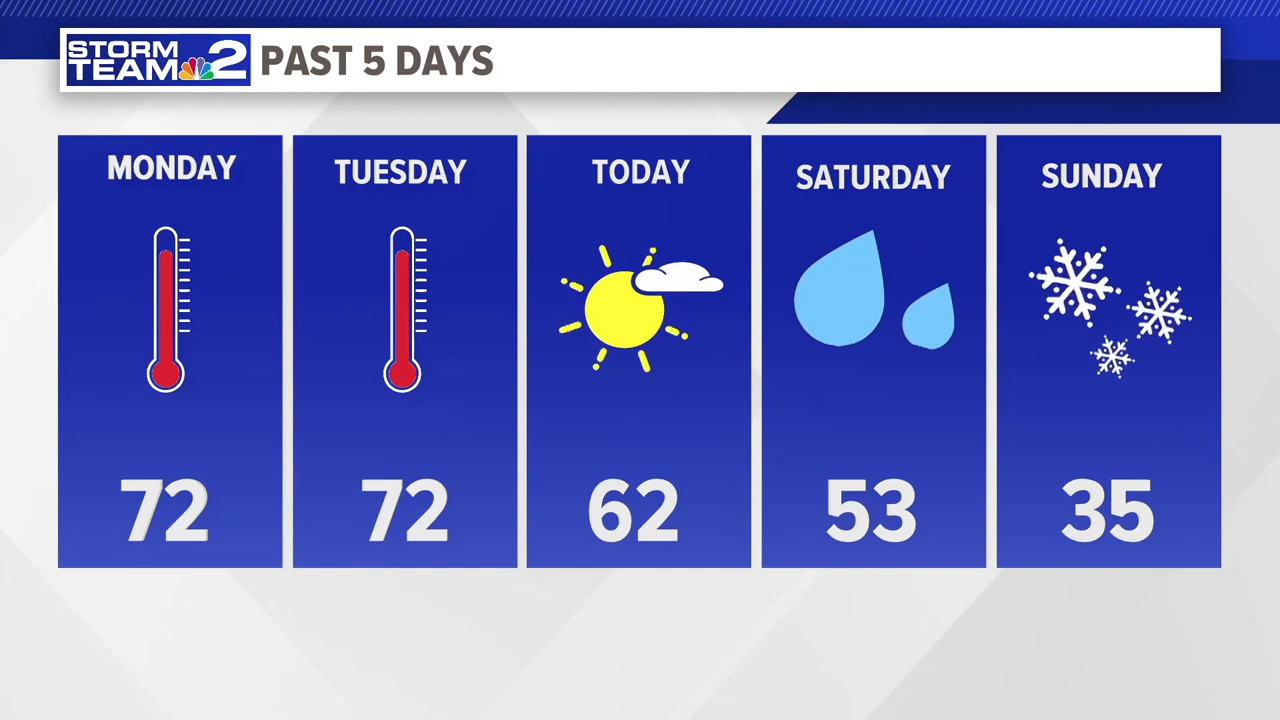 STORM
TEAM 2
PAST 5 DAYS
MONDAY
72
TUESDAY
72
TODAY
62
SATURDAY
53
SUNDAY
35